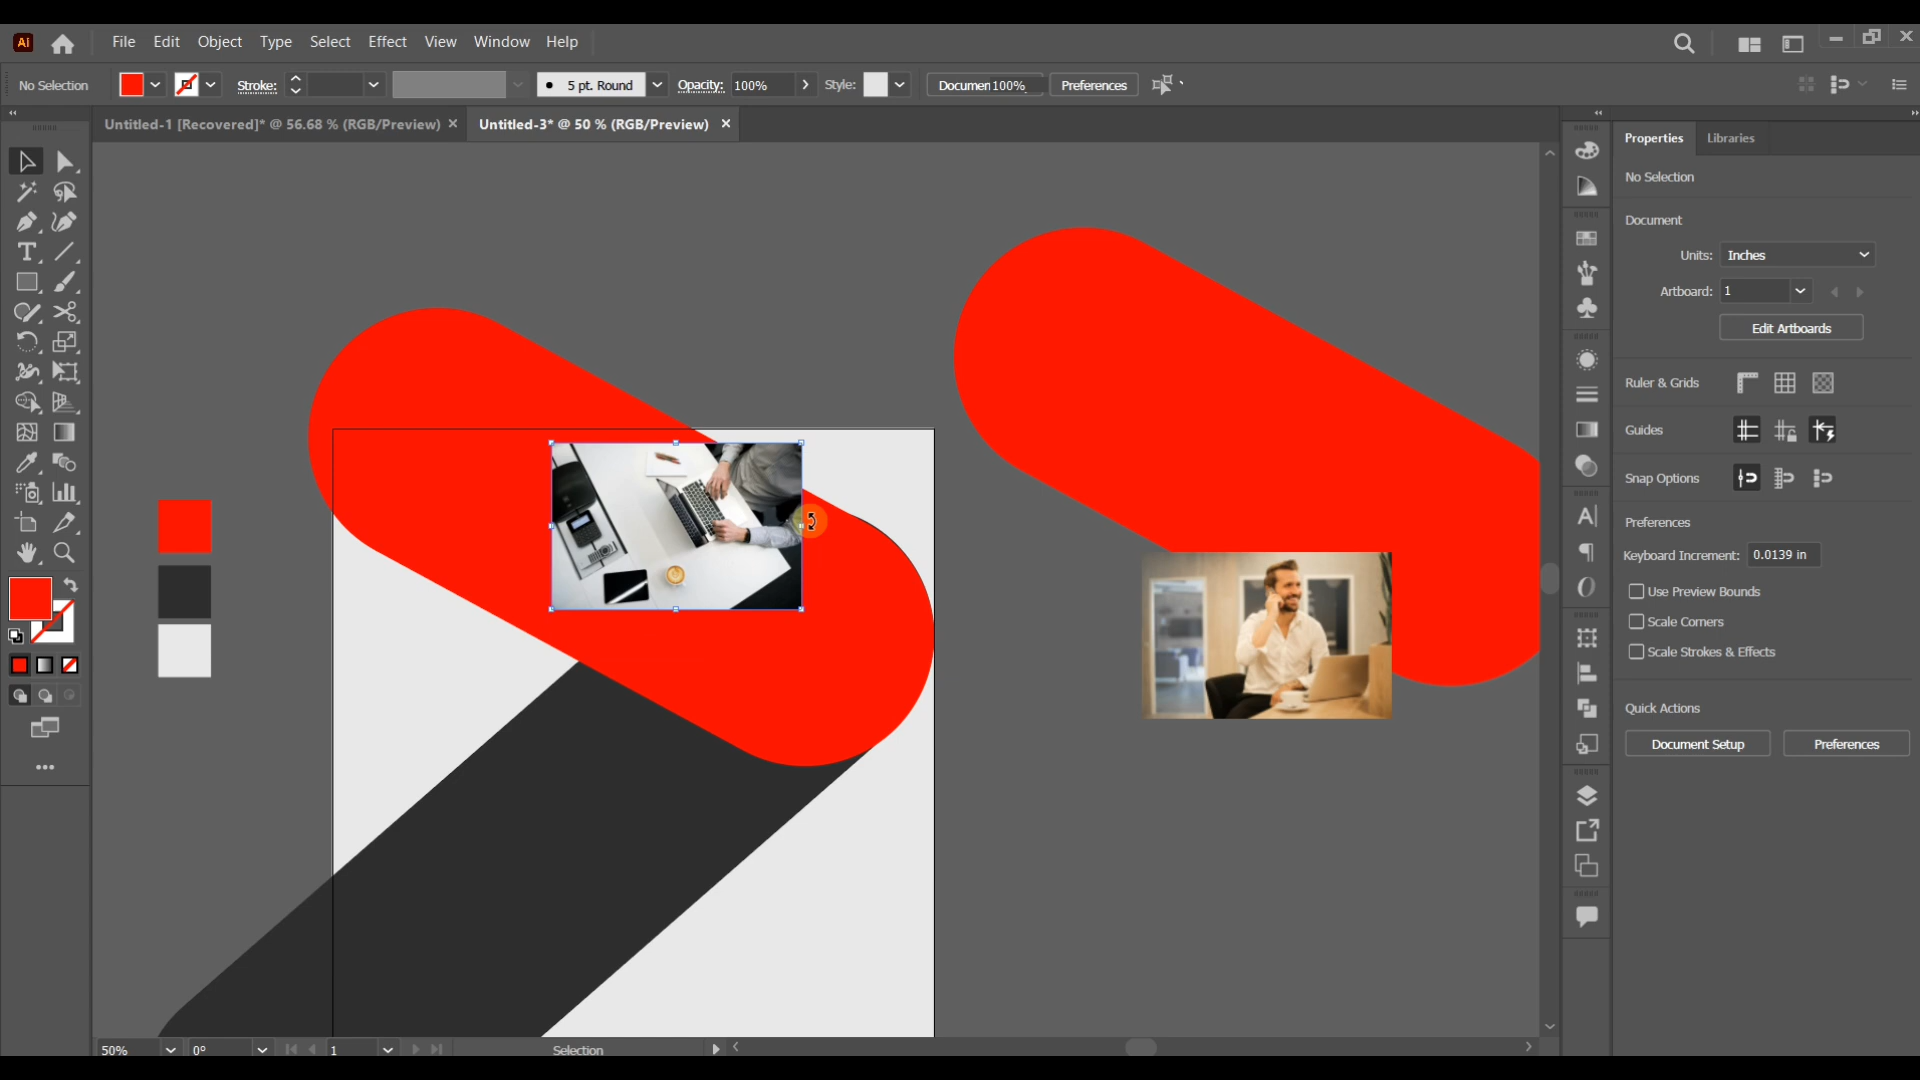 Ai File Edit Object Type Select Effect View Window Help
No Selection Stroke: 5 pt. Round Opacity: 100% Style: Documen 100% Preferences
Untitled-1 [Recovered]* @ 56.68 % (RGB/Preview) × Untitled-3* @ 50 % (RGB/Preview) ×
Properties Libraries
No Selection
Document
Units: Inches
Artboard: 1
Edit Artboards
Ruler & Grids
Guides
Snap Options
Preferences
Keyboard Increment: 0.0139 in
Use Preview Bounds
Scale Corners
Scale Strokes & Effects
Quick Actions
Document Setup Preferences
50% 0° 1 Selection